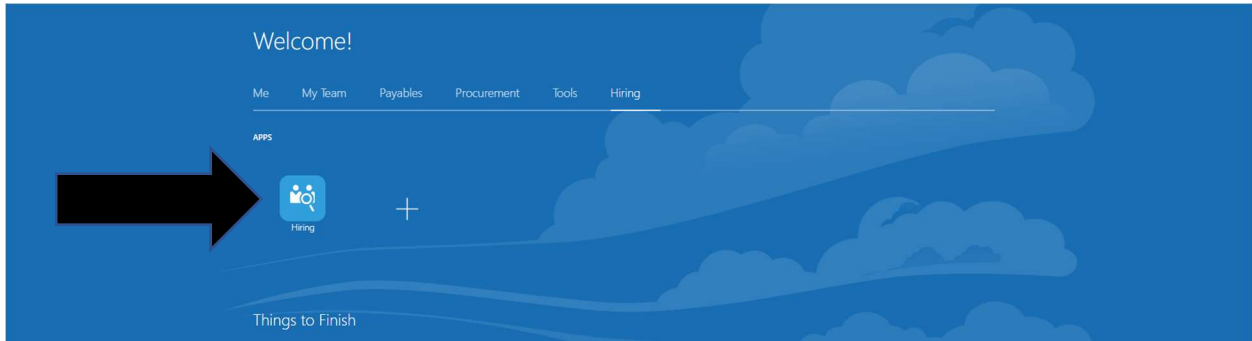 Welcome!
Me My Team Payables Procurement Tools Hiring
APPS
Hiring
Things to Finish